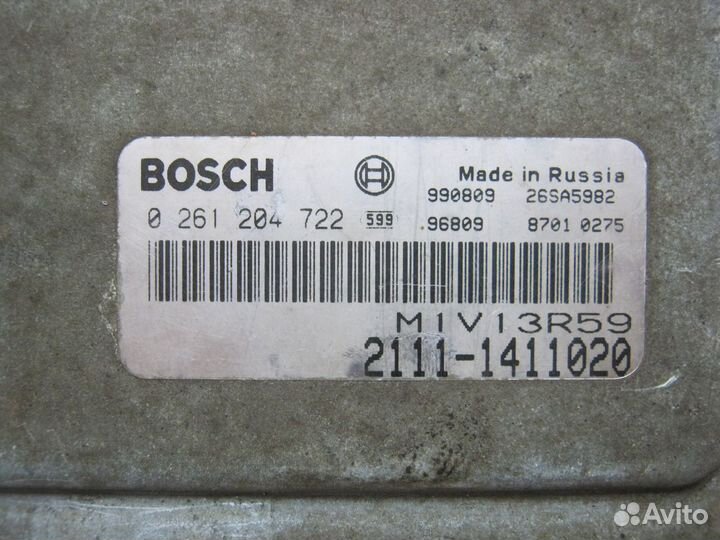 BOSCH
Made in Russia
990809 26SA5982
0 261 204 722 599 .96809 8701 0275
M1V13R59
2111-1411020
Avito